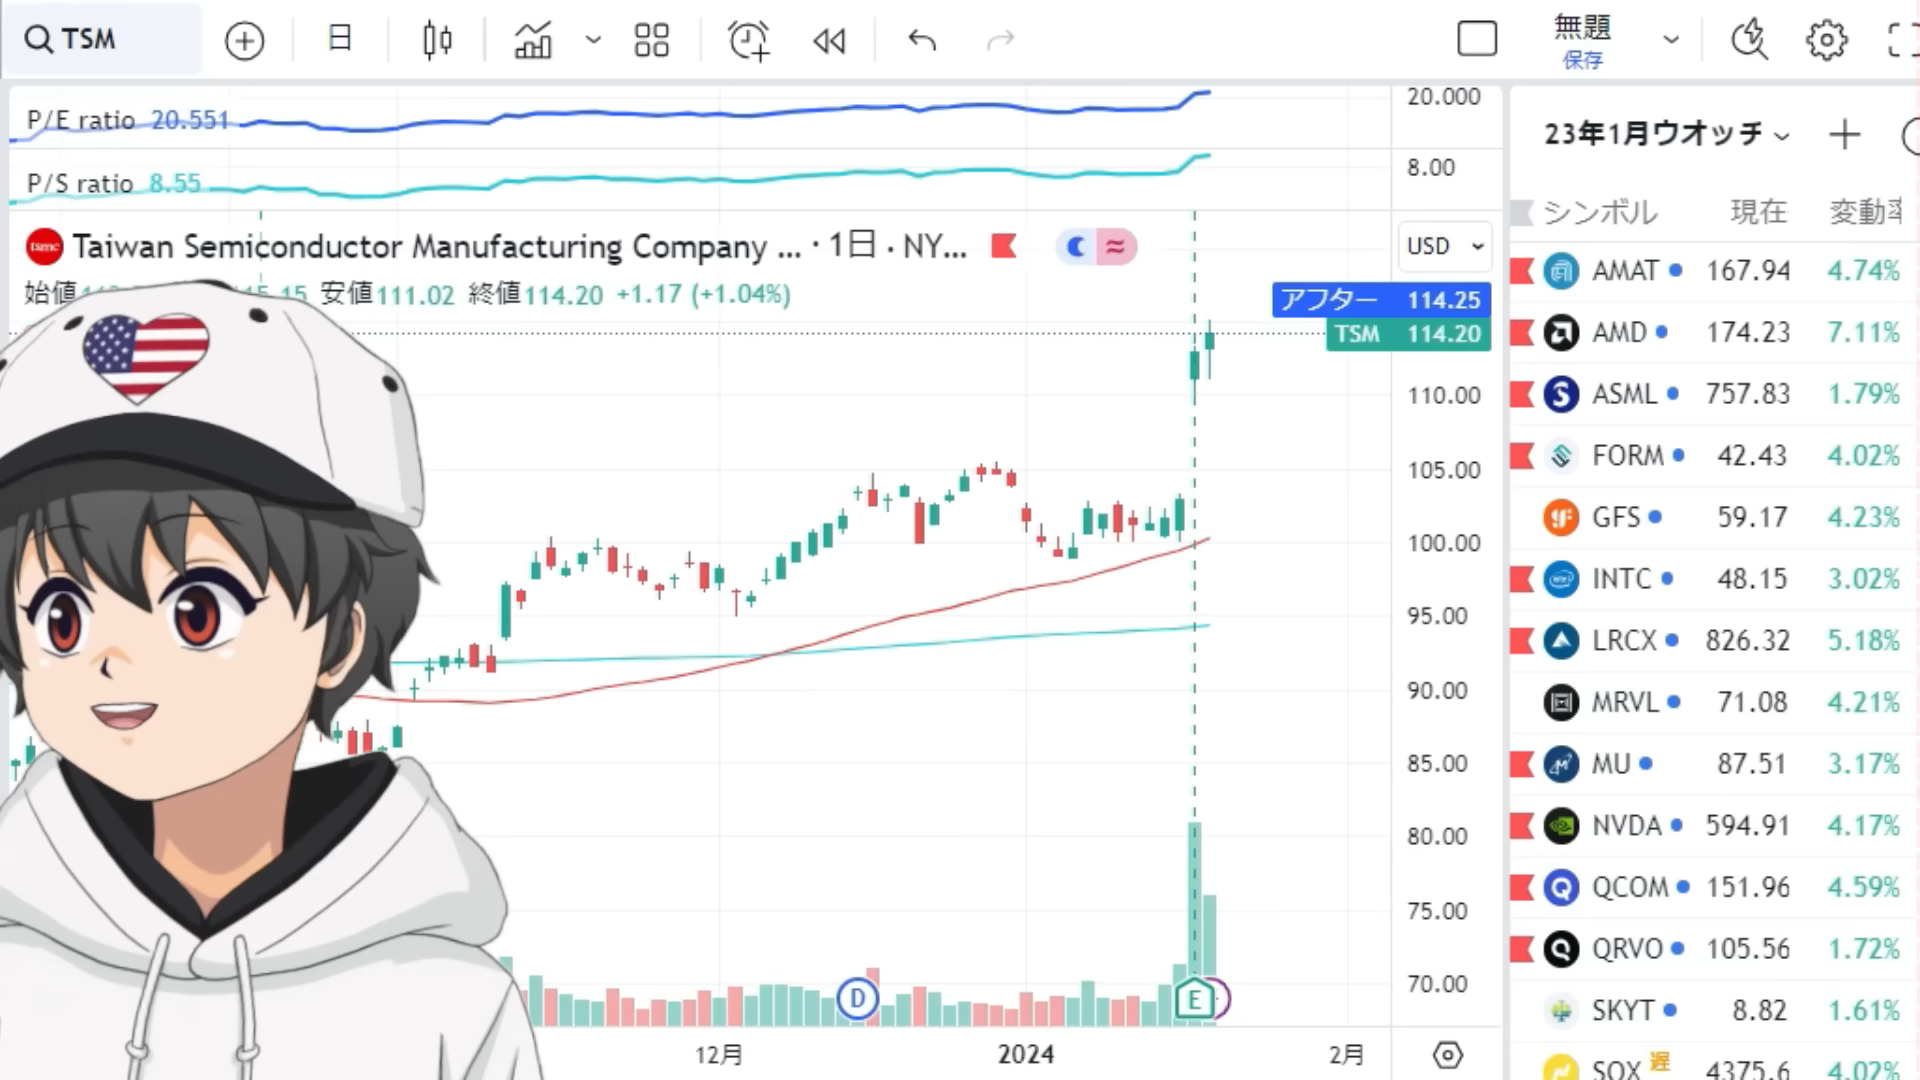 TSM
日
無題
保存
P/E ratio 20.551
20.000
P/S ratio 8.55
8.00
23年1月ウオッチ
シンボル 現在 変動率
tsmc Taiwan Semiconductor Manufacturing Company ... · 1日 . NY...
USD
始値 安値111.02 終値114.20 +1.17 (+1.04%)
アフター 114.25
TSM 114.20
110.00
105.00
100.00
95.00
90.00
85.00
80.00
75.00
70.00
D
E
12月 2024 2月
AMAT 167.94 4.74%
AMD 174.23 7.11%
ASML 757.83 1.79%
FORM 42.43 4.02%
GFS 59.17 4.23%
INTC 48.15 3.02%
LRCX 826.32 5.18%
MRVL 71.08 4.21%
MU 87.51 3.17%
NVDA 594.91 4.17%
QCOM 151.96 4.59%
QRVO 105.56 1.72%
SKYT 8.82 1.61%
SOX 遅 4375.6 4.02%